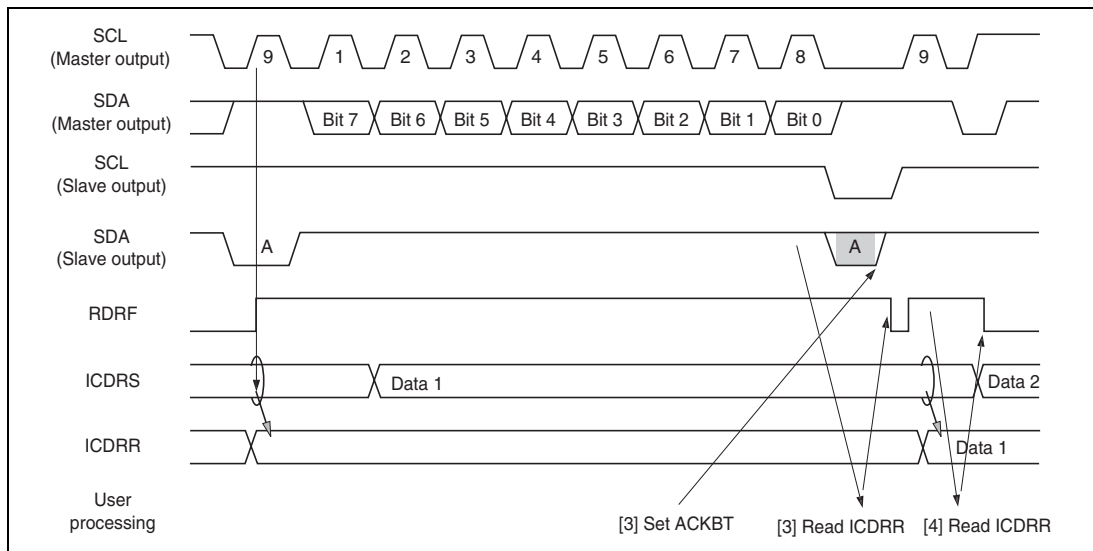 SCL
(Master output)
9 1 2 3 4 5 6 7 8 9
SDA
(Master output)
Bit 7 Bit 6 Bit 5 Bit 4 Bit 3 Bit 2 Bit 1 Bit 0
SCL
(Slave output)
SDA
(Slave output)
A A
RDRF
ICDRS
Data 1 Data 2
ICDRR
Data 1
User
processing
[3] Set ACKBT [3] Read ICDRR [4] Read ICDRR